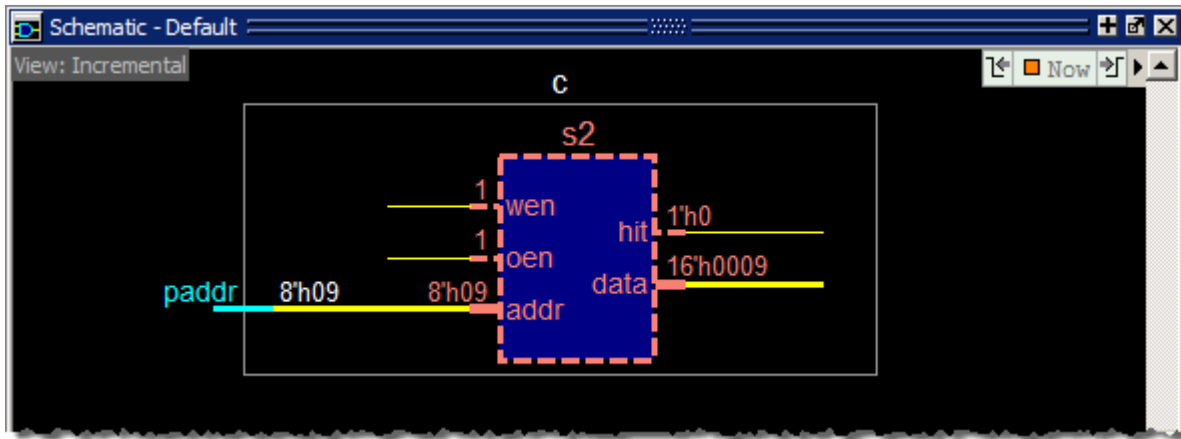 Schematic - Default
View: Incremental
Now
c
s2
1
wen
1'h0
hit
1
oen
16'h0009
data
paddr 8'h09 8'h09
addr